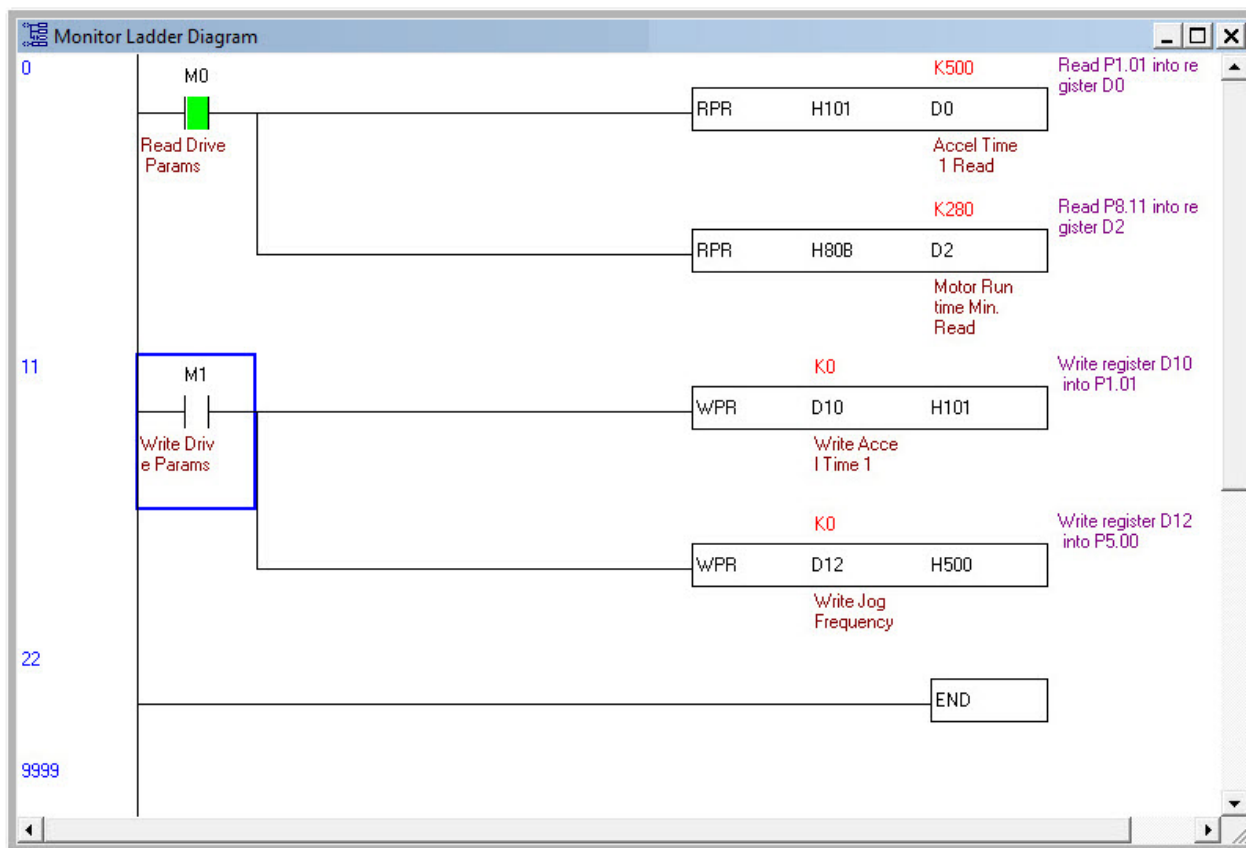 Monitor Ladder Diagram
0
M0
Read Drive
Params
K500
RPR H101 D0
Accel Time
1 Read
Read P1.01 into re
gister D0
K280
RPR H80B D2
Motor Run
time Min.
Read
Read P8.11 into re
gister D2
11
M1
Write Driv
e Params
K0
WPR D10 H101
Write Acce
l Time 1
Write register D10
into P1.01
K0
WPR D12 H500
Write Jog
Frequency
Write register D12
into P5.00
22
END
9999